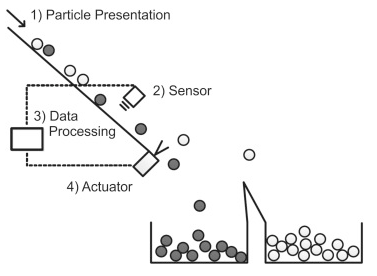 1) Particle Presentation
2) Sensor
3) Data
Processing
4) Actuator